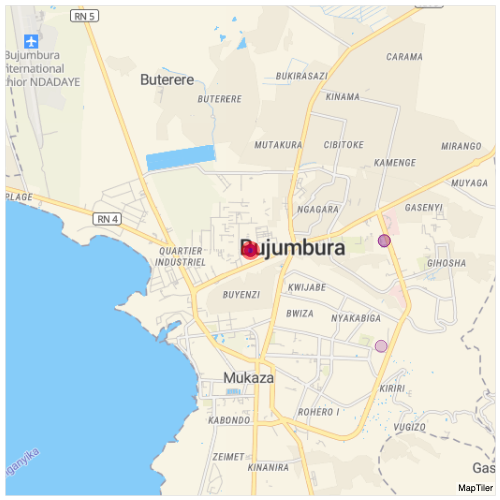 RN 5
Bujumbura
International
chior NDADAYE
CARAMA
Buterere
BUKIRASAZI
BUTERERE
KINAMA
MUTAKURA
CIBITOKE
MIRANGO
KAMENGE
MUYAGA
PLAGE
NGAGARA
GASENYI
RN 4
QUARTIER
INDUSTRIEL
Bujumbura
GIHOSHA
KWIJABE
BUYENZI
BWIZA
NYAKABIGA
Mukaza
KIRIRI
ROHERO I
KABONDO
VUGIZO
ZEIMET
KINANIRA
Gas
nganyika
MapTiler